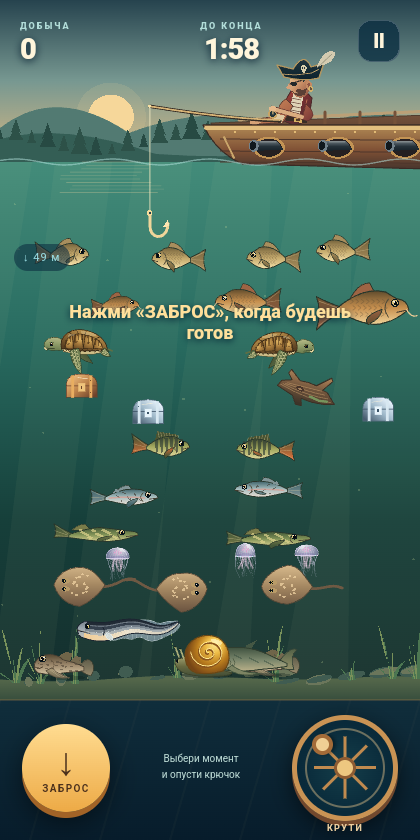 ДОБЫЧА
0
ДО КОНЦА
1:58
↓ 49 м
Нажми «ЗАБРОС», когда будешь
готов
↓
ЗАБРОС
Выбери момент
и опусти крючок
КРУТИ